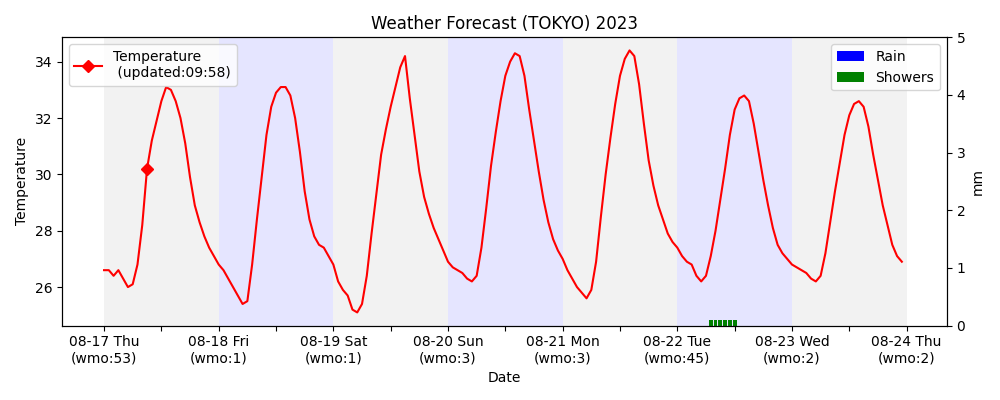 Weather Forecast (TOKYO) 2023
Temperature
(updated:09:58)
Rain
Showers
Temperature
34
32
30
28
26
5
4
3
2
1
0
mm
08-17 Thu
(wmo:53)
08-18 Fri
(wmo:1)
08-19 Sat
(wmo:1)
08-20 Sun
(wmo:3)
08-21 Mon
(wmo:3)
08-22 Tue
(wmo:45)
08-23 Wed
(wmo:2)
08-24 Thu
(wmo:2)
Date